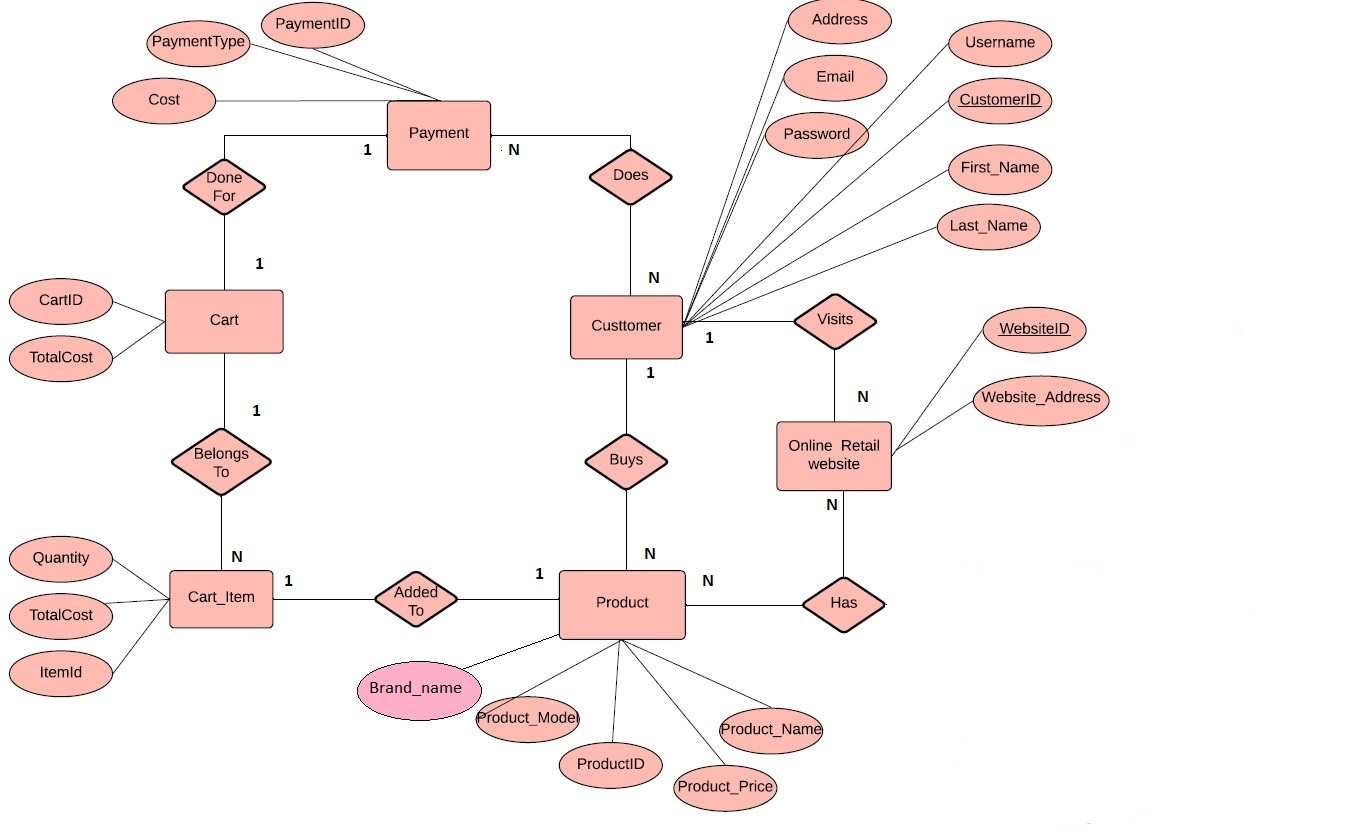 PaymentID
Address
PaymentType
Username
Email
Cost
CustomerID
Payment
Password
1
N
First_Name
Done
For
Does
Last_Name
1
N
CartID
Cart
Custtomer
Visits
WebsiteID
1
TotalCost
1
N
Website_Address
1
Belongs
To
Buys
Online Retail
website
N
Quantity
N
1
1
N
N
Cart_Item
Added
To
Product
Has
TotalCost
ItemId
Brand_name
Product_Model
Product_Name
ProductID
Product_Price